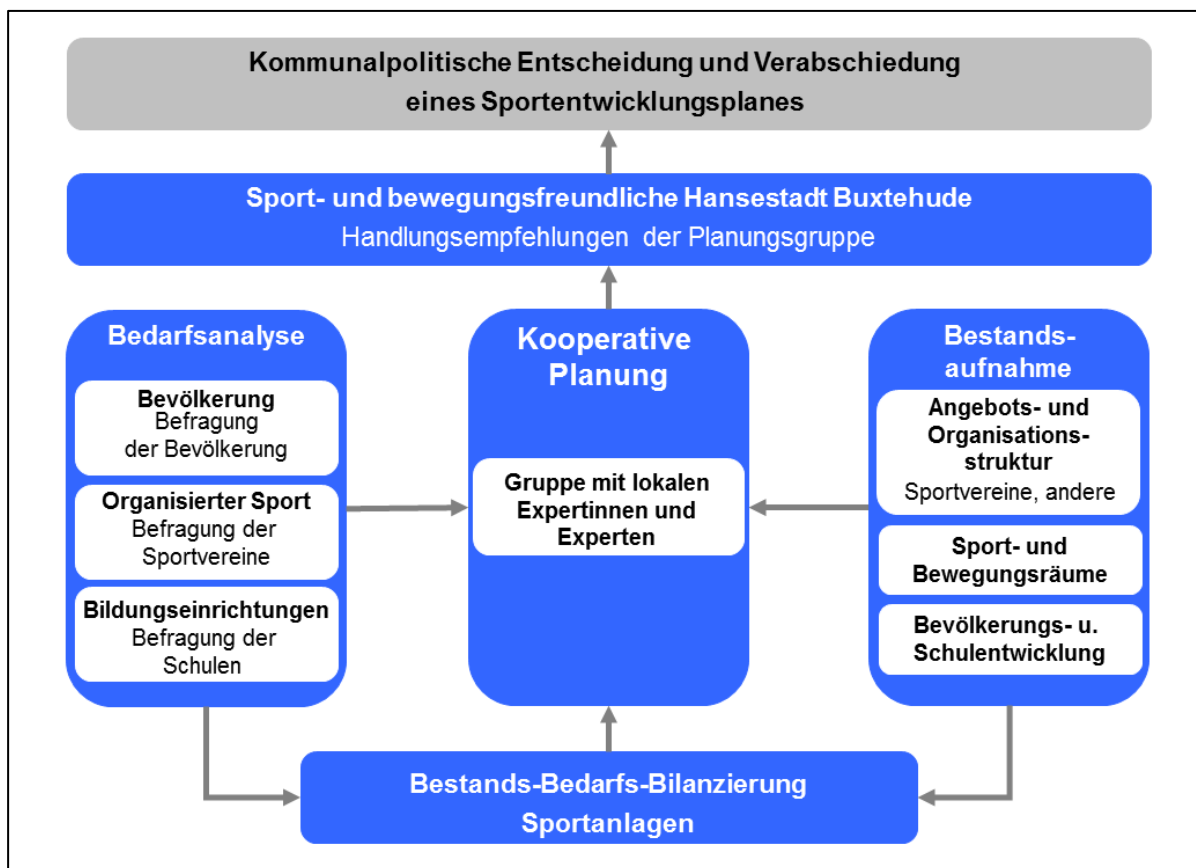 Kommunalpolitische Entscheidung und Verabschiedung
eines Sportentwicklungsplanes
Sport- und bewegungsfreundliche Hansestadt Buxtehude
Handlungsempfehlungen der Planungsgruppe
Bedarfsanalyse
Bevölkerung
Befragung
der Bevölkerung
Organisierter Sport
Befragung der
Sportvereine
Bildungseinrichtungen
Befragung der
Schulen
Kooperative
Planung
Gruppe mit lokalen
Expertinnen und
Experten
Bestands-
aufnahme
Angebots- und
Organisations-
struktur
Sportvereine, andere
Sport- und
Bewegungsräume
Bevölkerungs- u.
Schulentwicklung
Bestands-Bedarfs-Bilanzierung
Sportanlagen